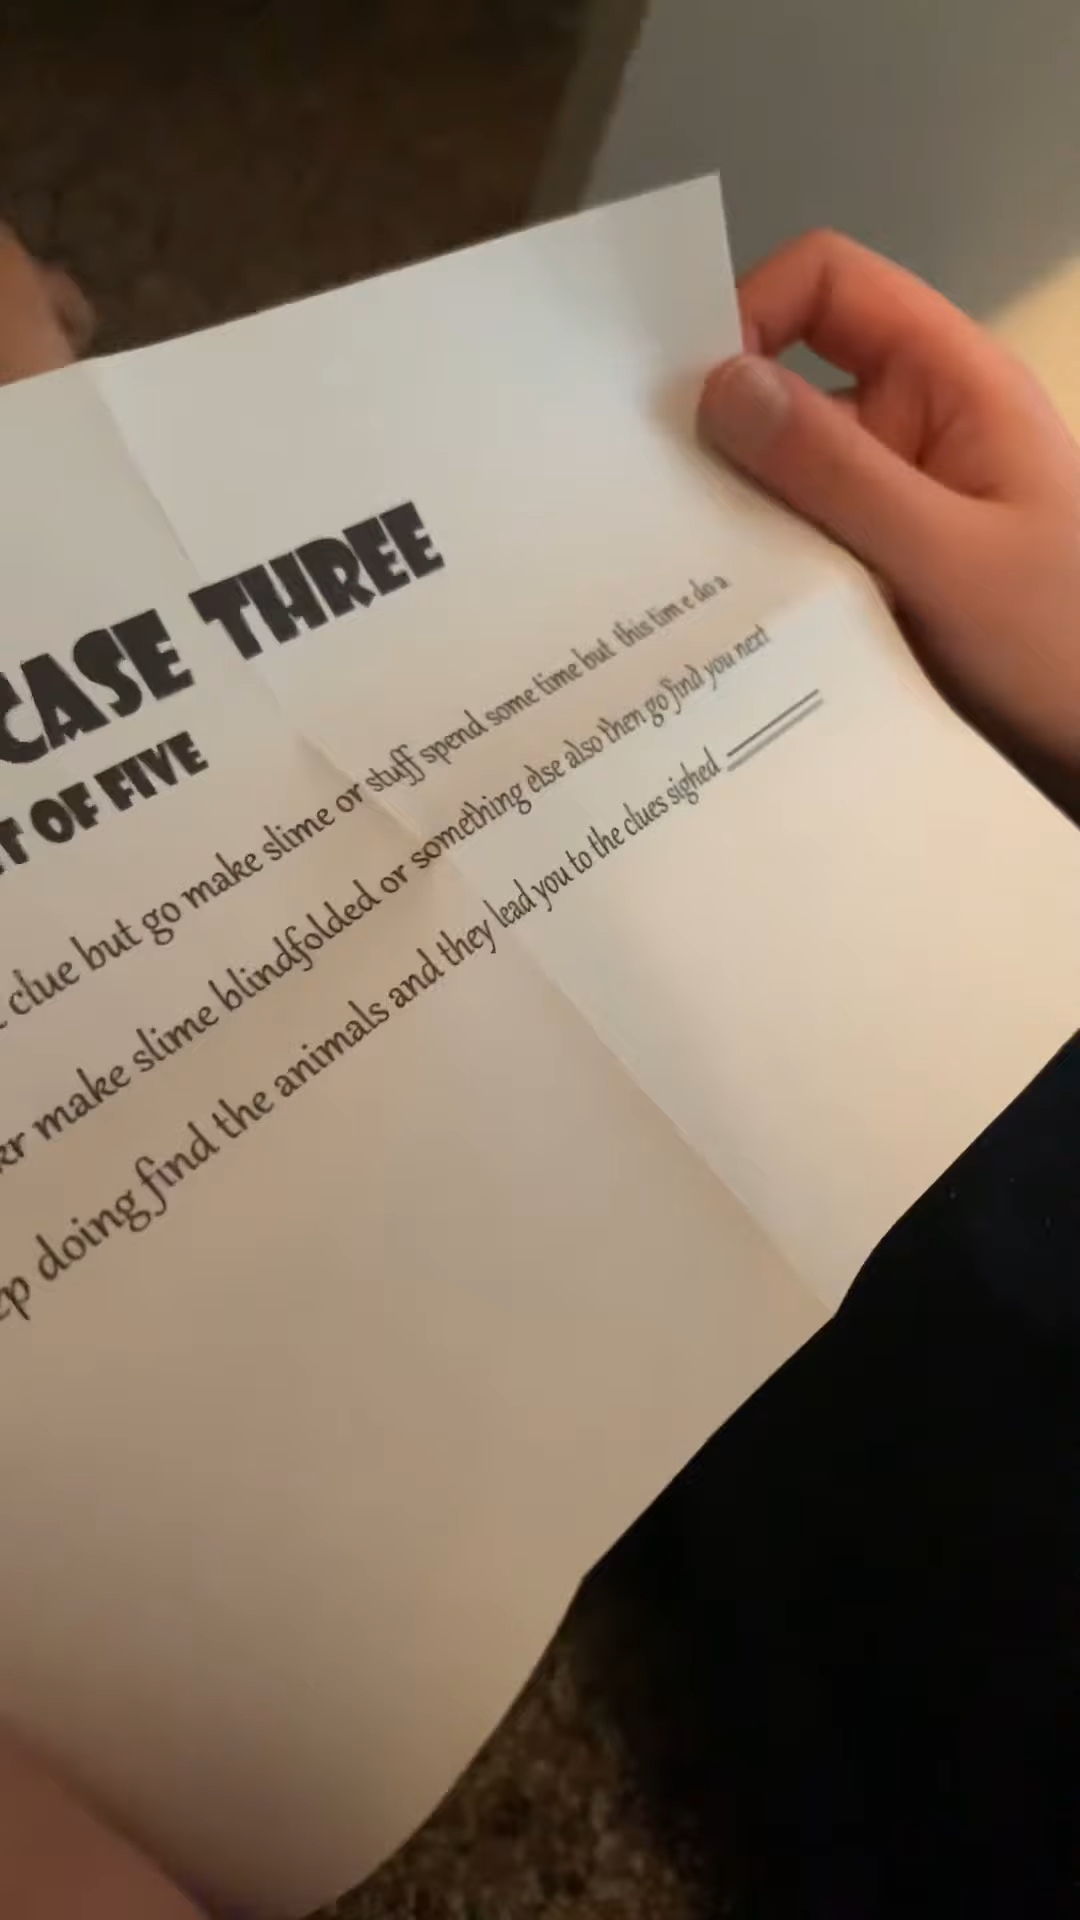 CASE THREE
OF FIVE
clue but go make slime or stuff spend some time but this tim e do a
make slime blindfolded or something else also then go find you next
doing find the animals and they lead you to the clues sighed